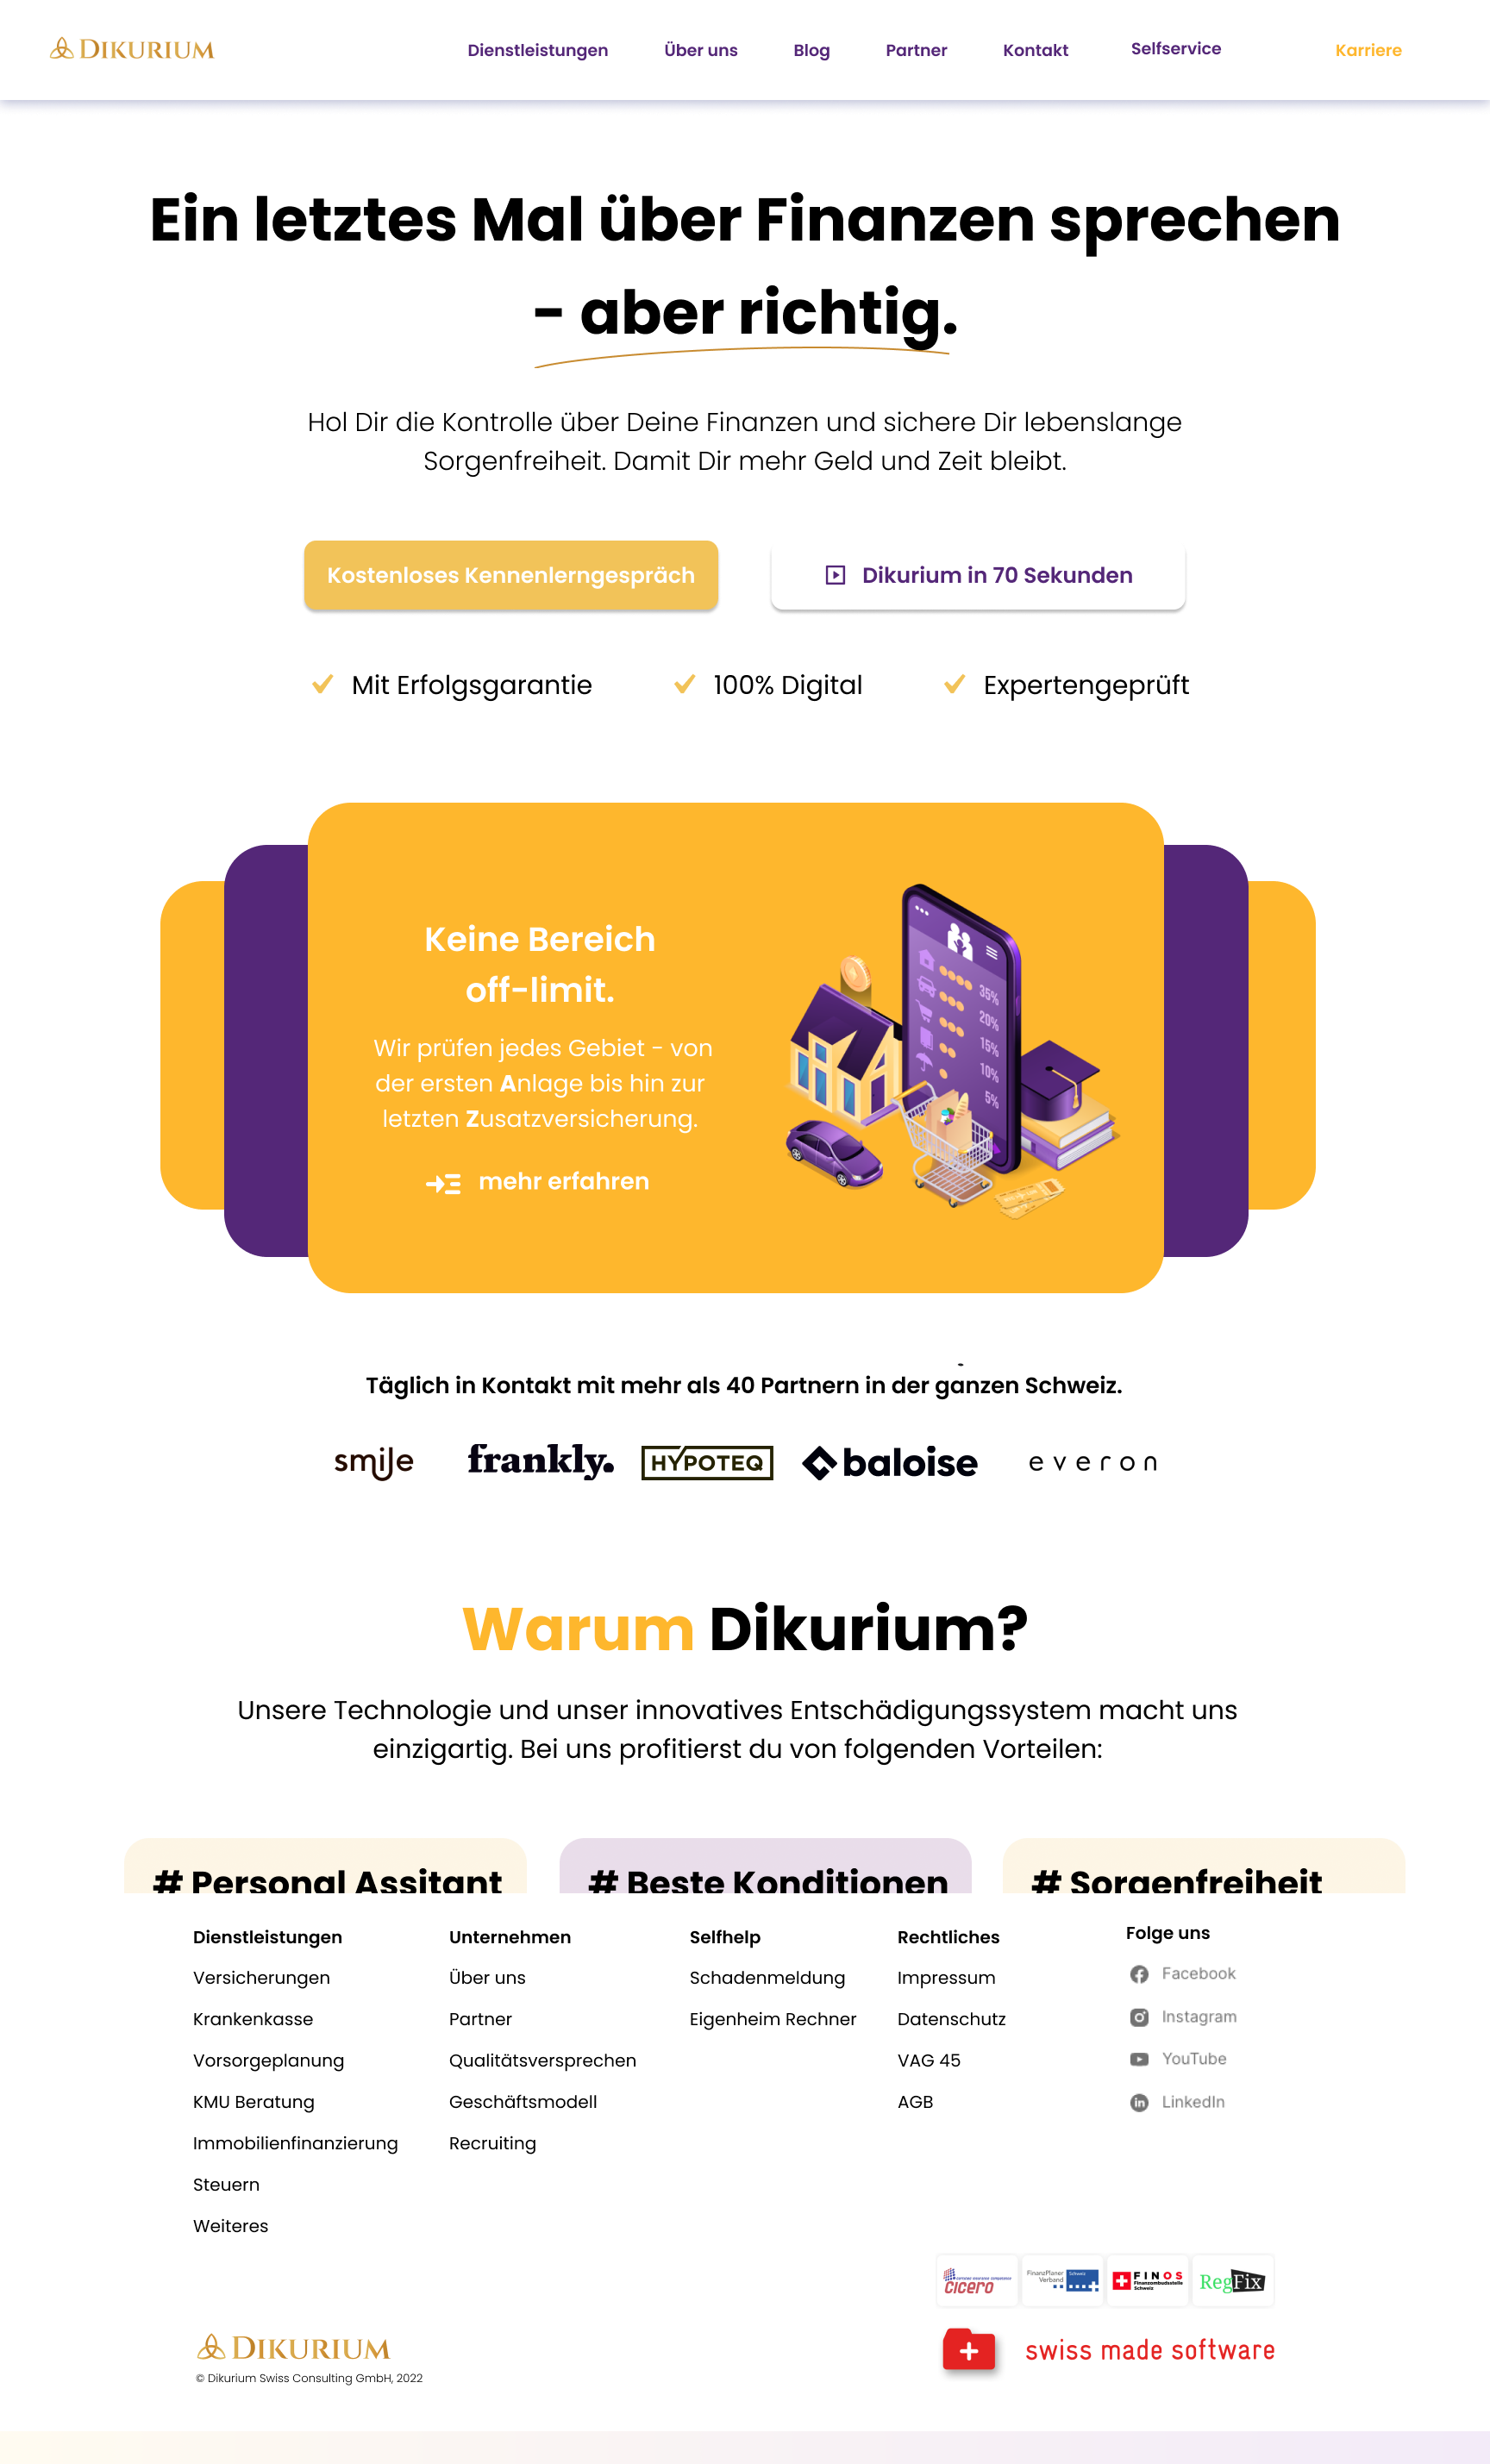 DIKURIUM
Dienstleistungen
Über uns
Blog
Partner
Kontakt
Selfservice
Karriere
Ein letztes Mal über Finanzen sprechen
- aber richtig.
Hol Dir die Kontrolle über Deine Finanzen und sichere Dir lebenslange
Sorgenfreiheit. Damit Dir mehr Geld und Zeit bleibt.
Kostenloses Kennenlerngespräch
Dikurium in 70 Sekunden
Mit Erfolgsgarantie
100% Digital
Expertengeprüft
Keine Bereich
off-limit.
Wir prüfen jedes Gebiet - von
der ersten Anlage bis hin zur
letzten Zusatzversicherung.
mehr erfahren
35%
20%
15%
10%
5%
Täglich in Kontakt mit mehr als 40 Partnern in der ganzen Schweiz.
smile
frankly.
HYPOTEQ
baloise
everon
Warum Dikurium?
Unsere Technologie und unser innovatives Entschädigungssystem macht uns
einzigartig. Bei uns profitierst du von folgenden Vorteilen:
# Personal Assitant
# Beste Konditionen
# Sorgenfreiheit
Dienstleistungen
Versicherungen
Krankenkasse
Vorsorgeplanung
KMU Beratung
Immobilienfinanzierung
Steuern
Weiteres
Unternehmen
Über uns
Partner
Qualitätsversprechen
Geschäftsmodell
Recruiting
Selfhelp
Schadenmeldung
Eigenheim Rechner
Rechtliches
Impressum
Datenschutz
VAG 45
AGB
Folge uns
Facebook
Instagram
YouTube
LinkedIn
cicero
FinanzPlaner
Verband
Schweiz
FINOS
Finanzombudsstelle
Schweiz
RegFix
DIKURIUM
© Dikurium Swiss Consulting GmbH, 2022
swiss made software